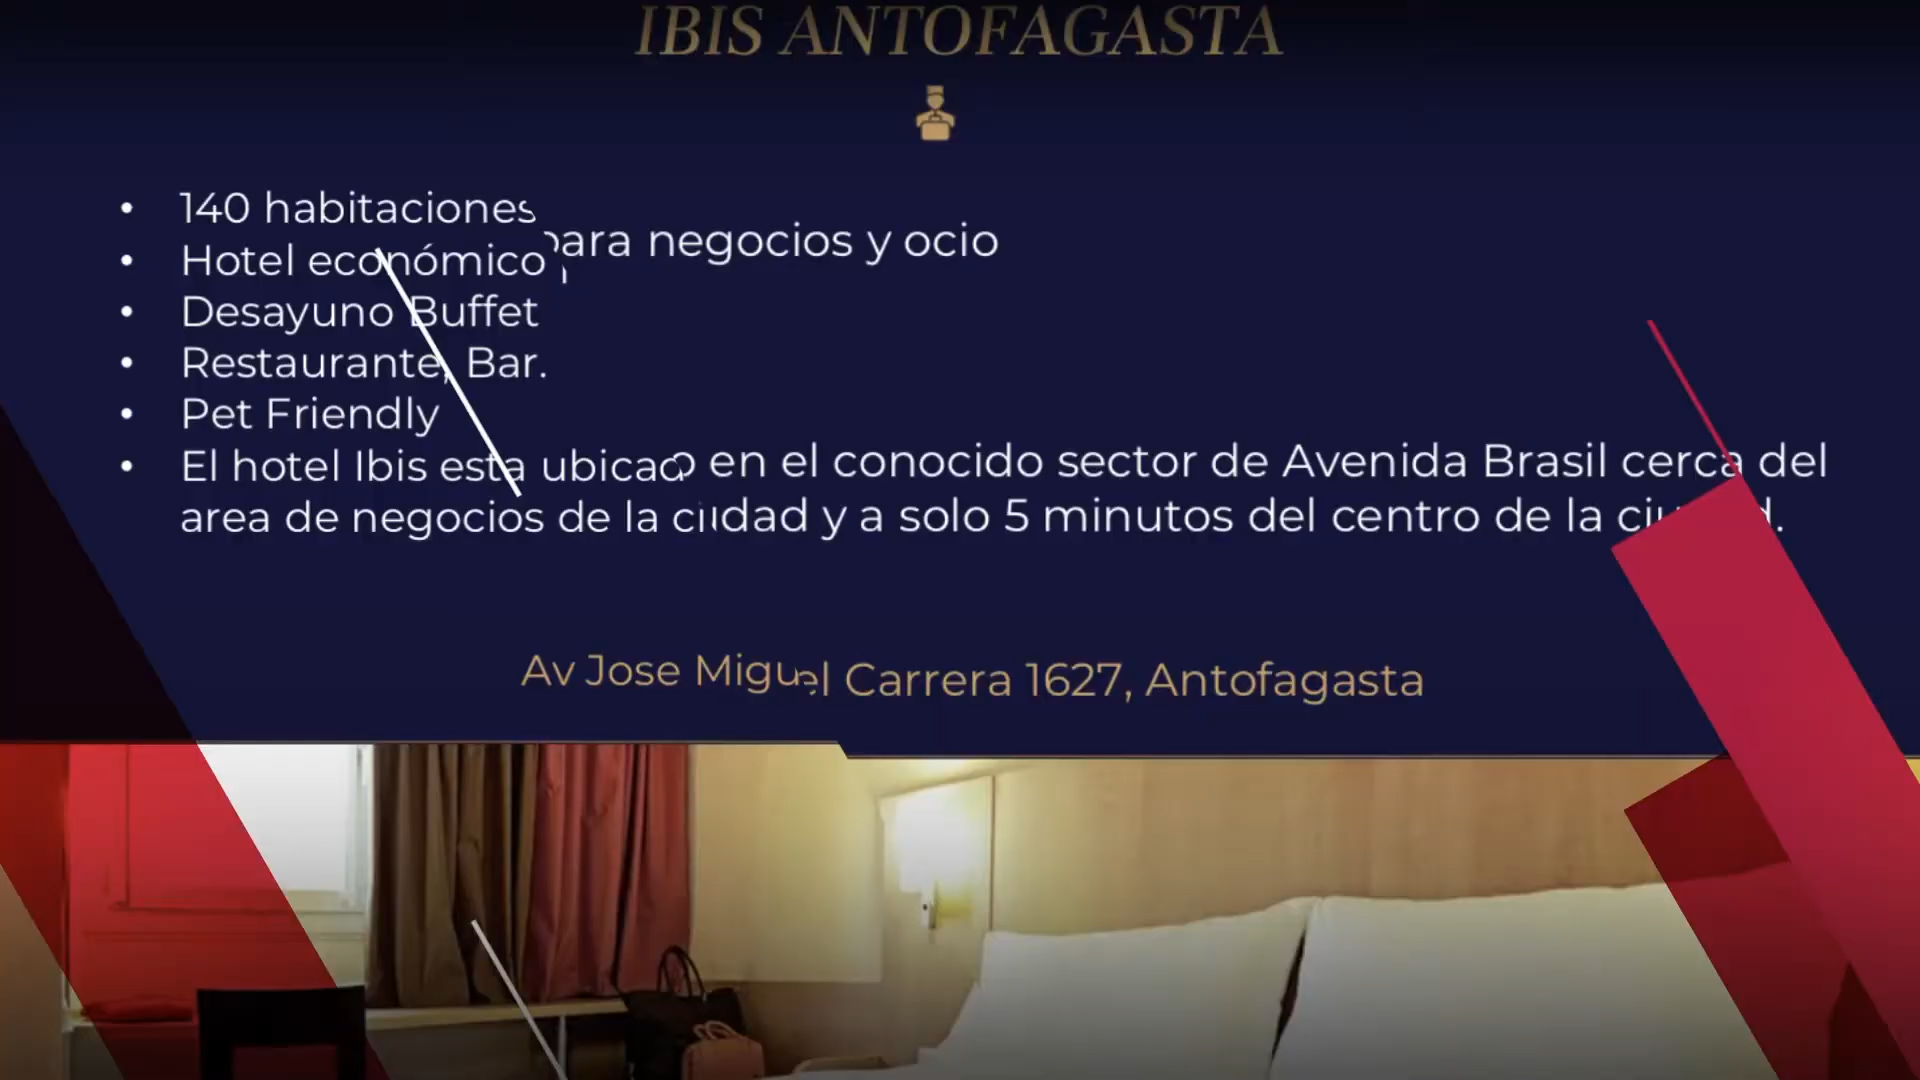 IBIS ANTOFAGASTA
• 140 habitaciones
• Hotel económico para negocios y ocio
• Desayuno Buffet
• Restaurante, Bar.
• Pet Friendly
• El hotel Ibis esta ubicado en el conocido sector de Avenida Brasil cerca del
area de negocios de la ciudad y a solo 5 minutos del centro de la
Av Jose Miguel Carrera 1627, Antofagasta